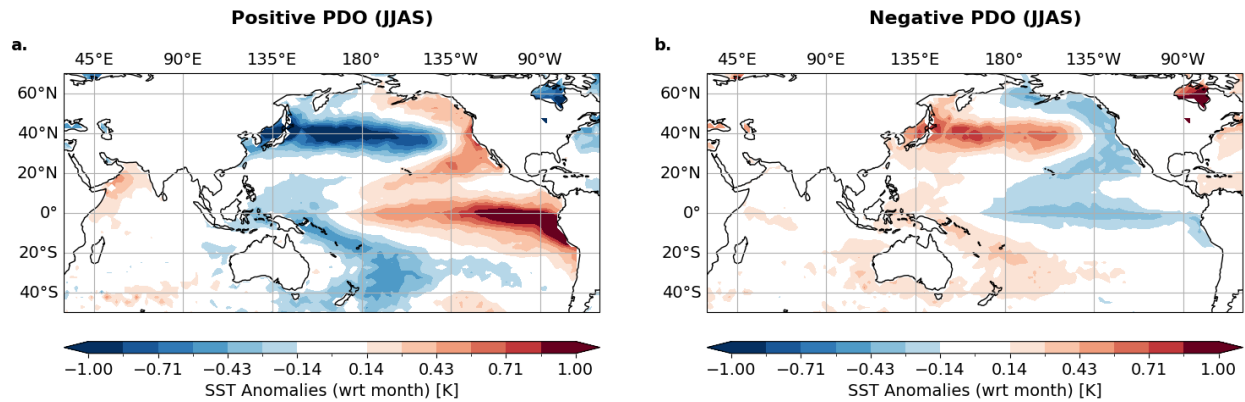 Positive PDO (JJAS) Negative PDO (JJAS)
a. b.
45°E 90°E 135°E 180° 135°W 90°W 45°E 90°E 135°E 180° 135°W 90°W
60°N 60°N
40°N 40°N
20°N 20°N
0° 0°
20°S 20°S
40°S 40°S
−1.00 −0.71 −0.43 −0.14 0.14 0.43 0.71 1.00 −1.00 −0.71 −0.43 −0.14 0.14 0.43 0.71 1.00
SST Anomalies (wrt month) [K] SST Anomalies (wrt month) [K]